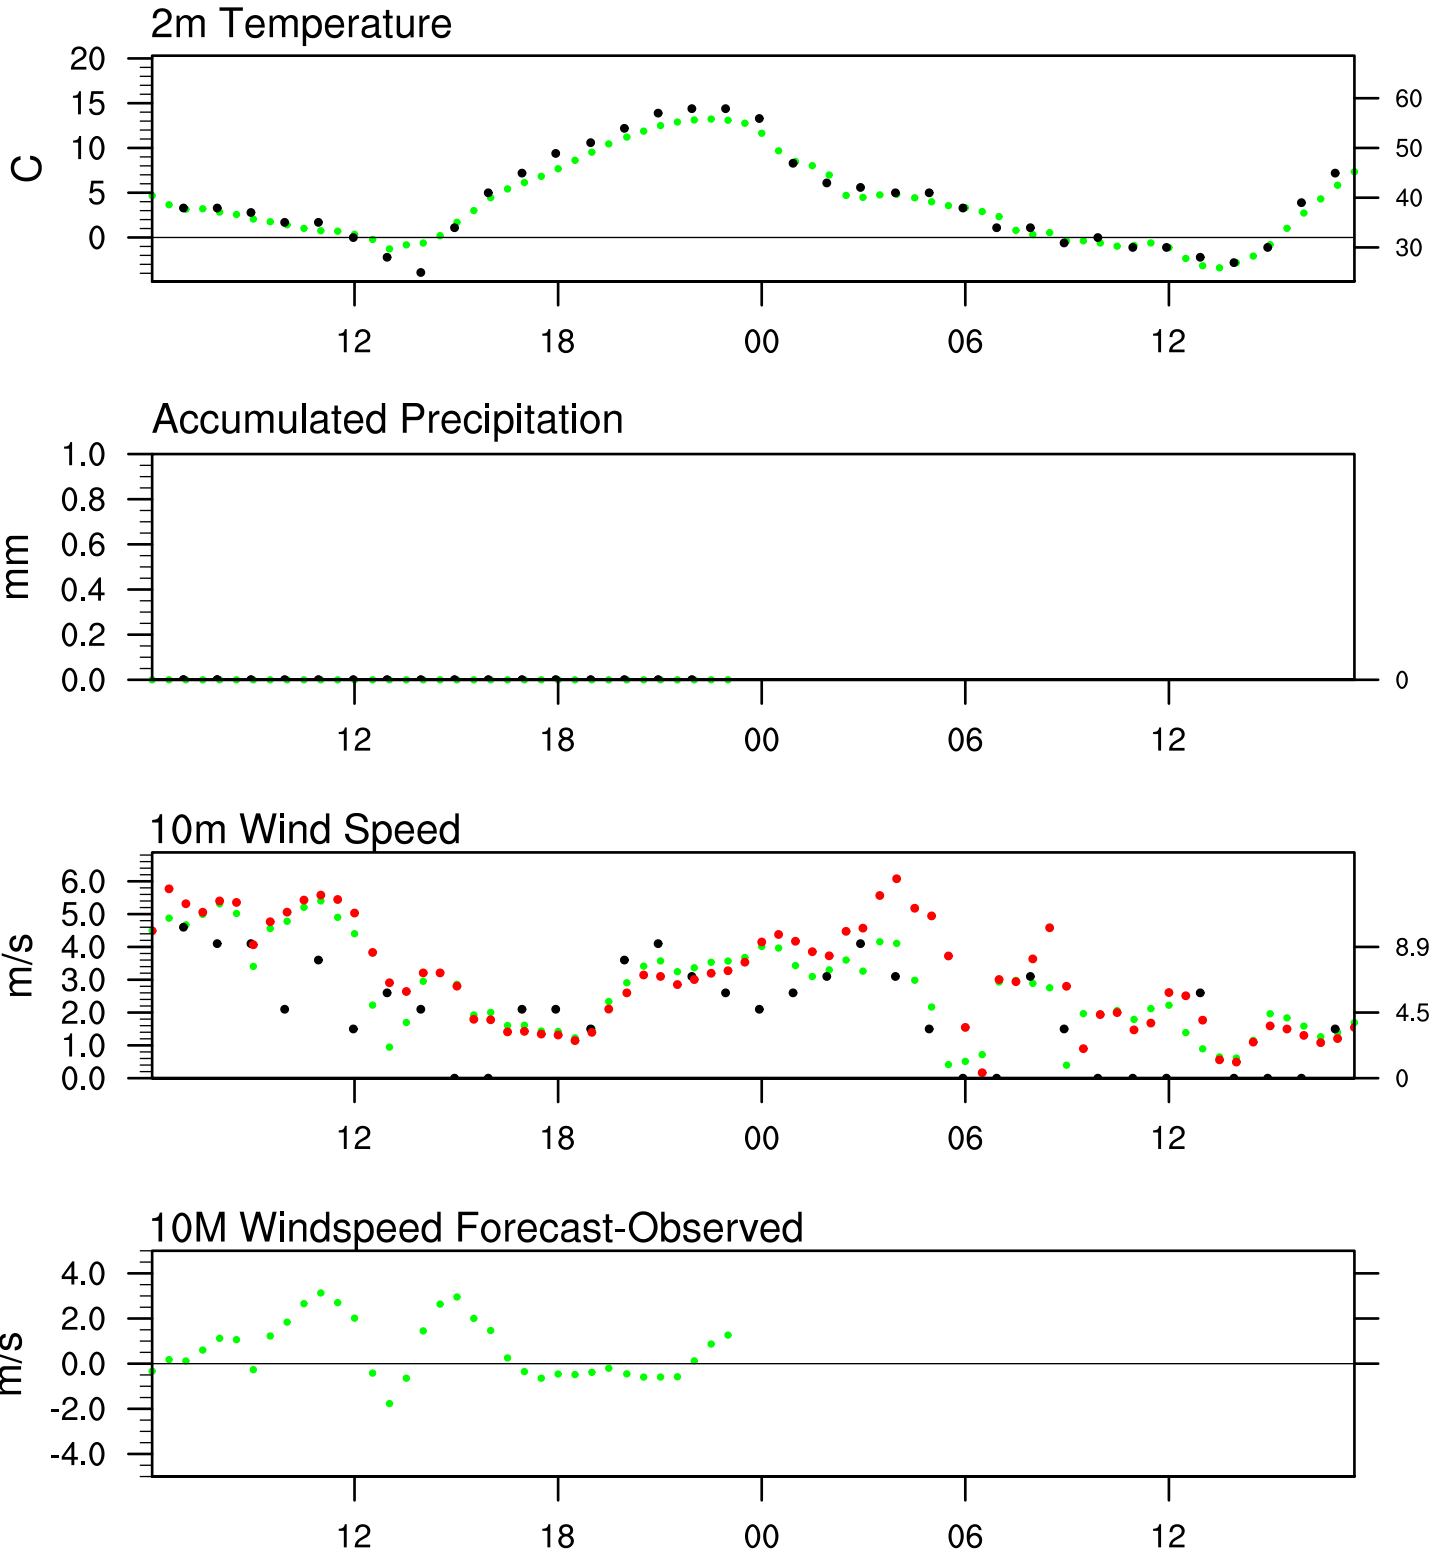 2m Temperature
20
15
10
5
0
C
60
50
40
30
12 18 00 06 12
Accumulated Precipitation
1.0
0.8
0.6
0.4
0.2
0.0
mm
0
12 18 00 06 12
10m Wind Speed
6.0
5.0
4.0
3.0
2.0
1.0
0.0
m/s
8.9
4.5
0
12 18 00 06 12
10M Windspeed Forecast-Observed
4.0
2.0
0.0
-2.0
-4.0
m/s
12 18 00 06 12